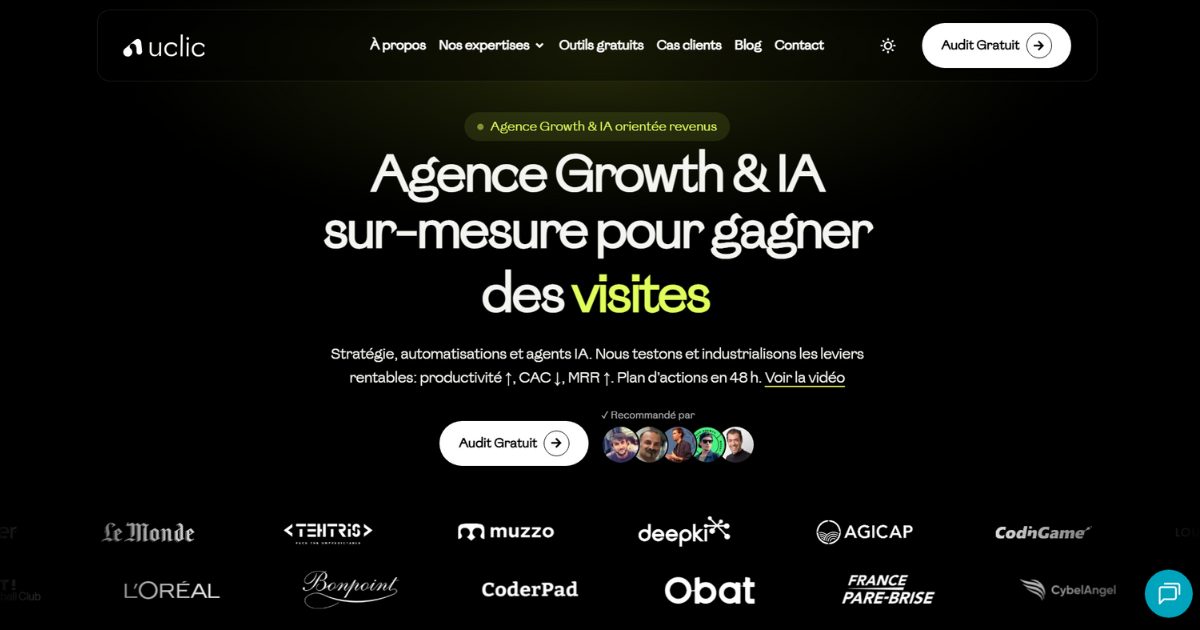 uclic
À propos Nos expertises Outils gratuits Cas clients Blog Contact
Audit Gratuit
Agence Growth & IA orientée revenus
Agence Growth & IA
sur-mesure pour gagner
des visites
Stratégie, automatisations et agents IA. Nous testons et industrialisons les leviers
rentables: productivité ↑, CAC ↓, MRR ↑. Plan d'actions en 48 h. Voir la vidéo
✓ Recommandé par
Audit Gratuit
Le Monde TEHTRIS muzzo deepki AGICAP CodinGame
L'ORÉAL Bonpoint CoderPad Obat FRANCE PARE-BRISE CybelAngel